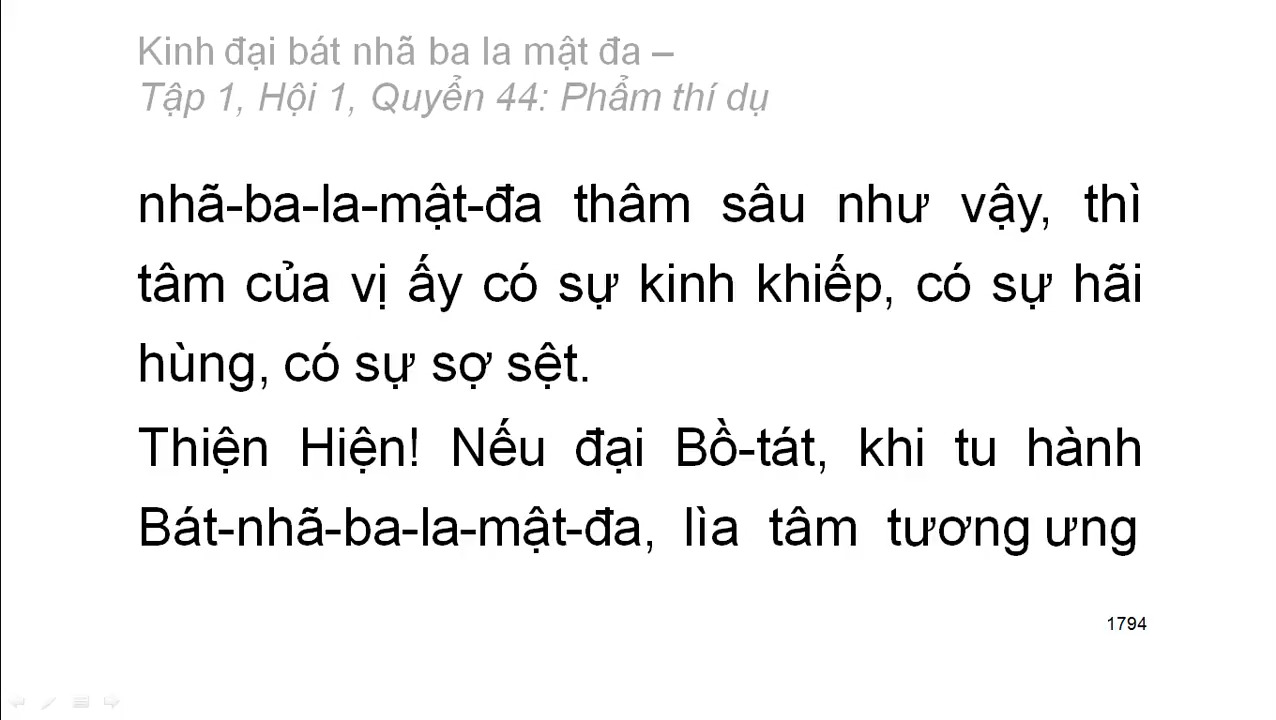 Kinh đại bát nhã ba la mật đa –
Tập 1, Hội 1, Quyển 44: Phẩm thí dụ
nhã-ba-la-mật-đa thâm sâu như vậy, thì
tâm của vị ấy có sự kinh khiếp, có sự hãi
hùng, có sự sợ sệt.
Thiện Hiện! Nếu đại Bồ-tát, khi tu hành
Bát-nhã-ba-la-mật-đa, lìa tâm tương ưng
1794